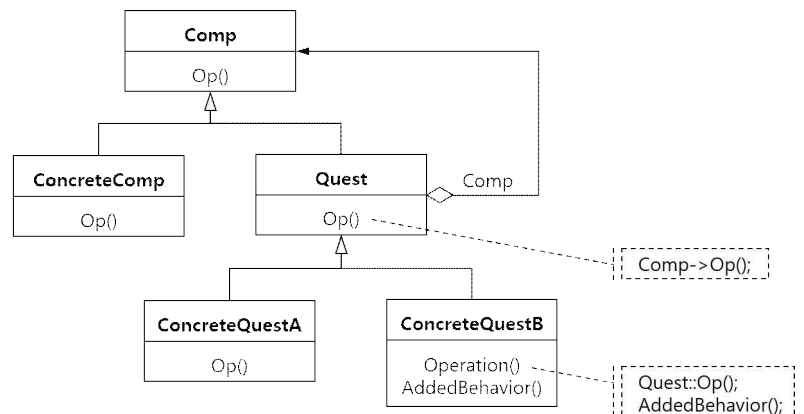 Comp
Op()
ConcreteComp
Op()
Quest
Op()
Comp
Comp->Op();
ConcreteQuestA
Op()
ConcreteQuestB
Operation()
AddedBehavior()
Quest::Op();
AddedBehavior();